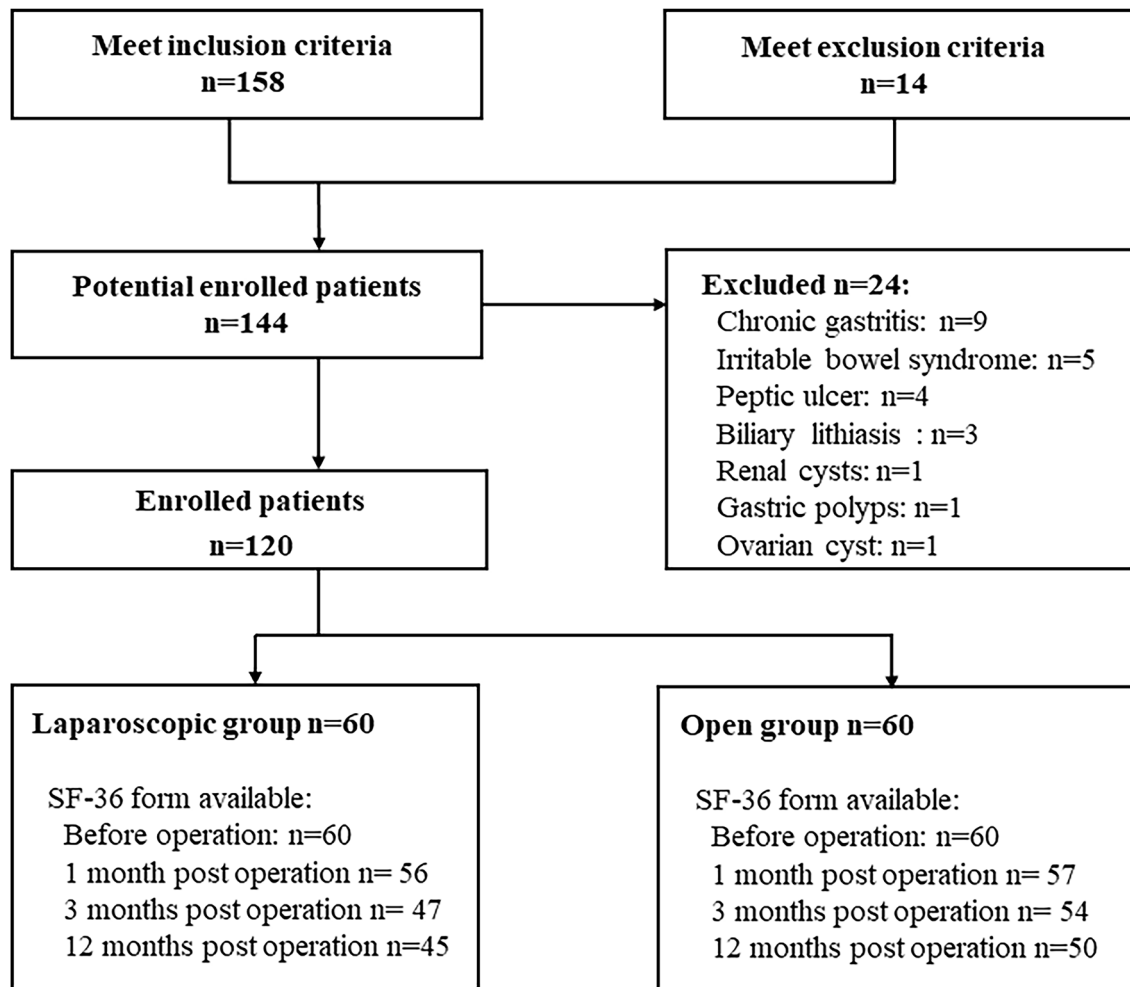 Meet inclusion criteria
n=158
Meet exclusion criteria
n=14
Potential enrolled patients
n=144
Excluded n=24:
Chronic gastritis: n=9
Irritable bowel syndrome: n=5
Peptic ulcer: n=4
Biliary lithiasis : n=3
Renal cysts: n=1
Gastric polyps: n=1
Ovarian cyst: n=1
Enrolled patients
n=120
Laparoscopic group n=60
SF-36 form available:
Before operation: n=60
1 month post operation n= 56
3 months post operation n= 47
12 months post operation n=45
Open group n=60
SF-36 form available:
Before operation: n=60
1 month post operation n= 57
3 months post operation n= 54
12 months post operation n=50